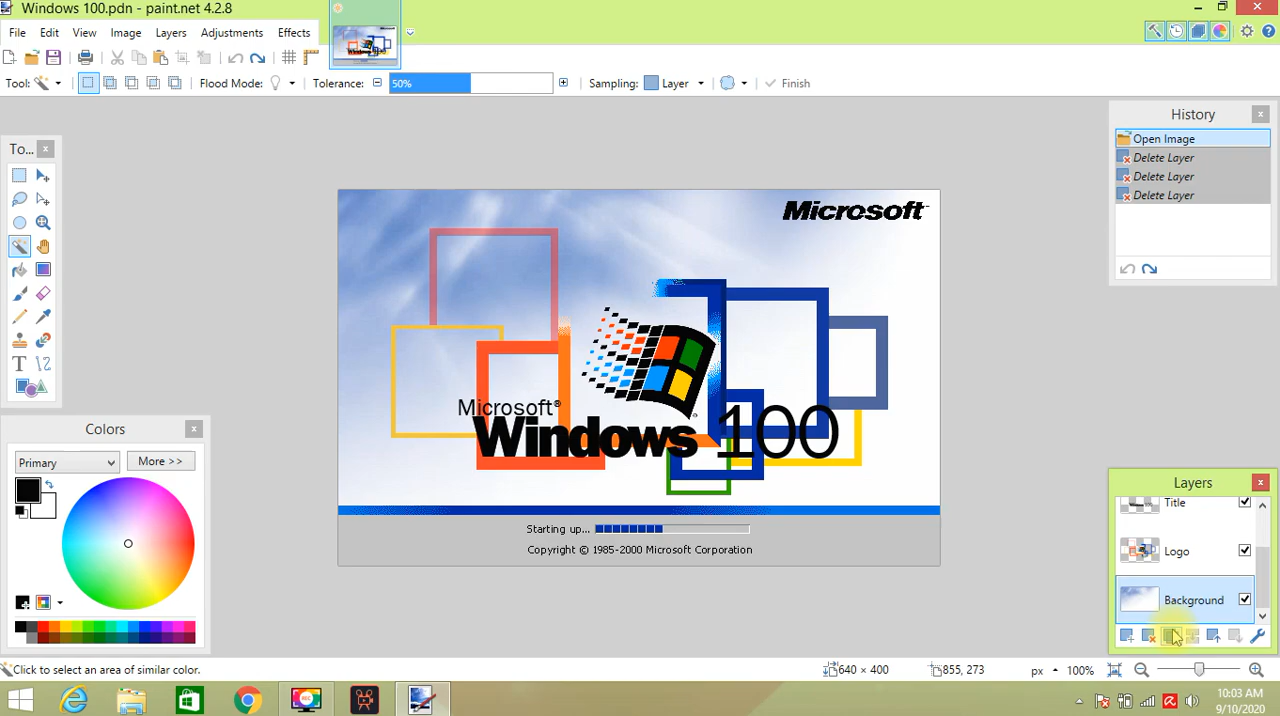 Windows 100.pdn - paint.net 4.2.8
File Edit View Image Layers Adjustments Effects
Tool: Flood Mode: Tolerance: 50% Sampling: Layer Finish
To...
History
Open Image
Delete Layer
Delete Layer
Delete Layer
Microsoft
Microsoft®
Windows 100
Starting up...
Copyright © 1985-2000 Microsoft Corporation
Colors
Primary More >>
Layers
Title
Logo
Background
Click to select an area of similar color. 640 × 400 855, 273 px 100%
REC
10:03 AM
9/10/2020